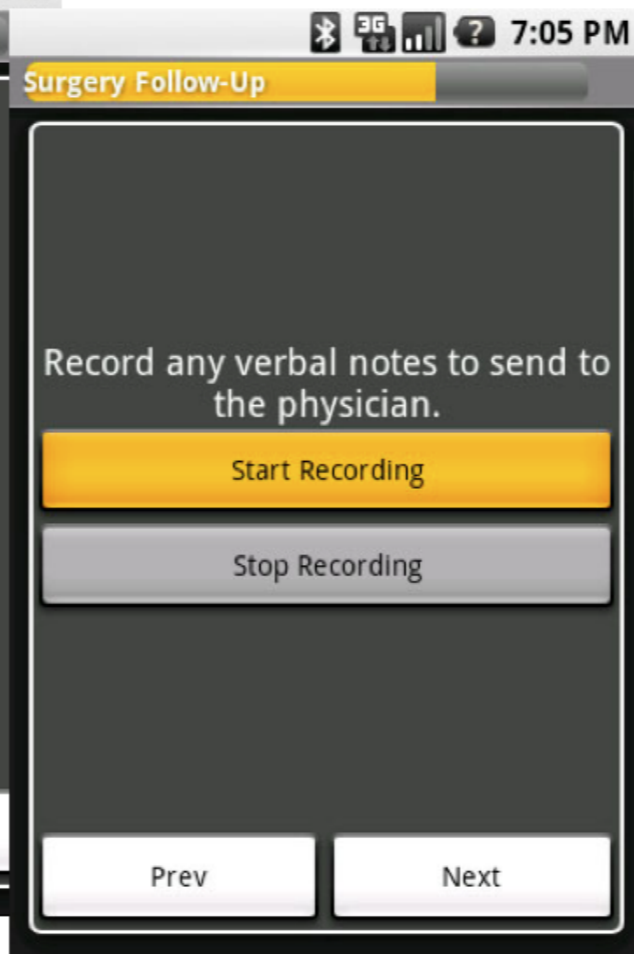 3G ? 7:05 PM
Surgery Follow-Up
Record any verbal notes to send to
the physician.
Start Recording
Stop Recording
Prev Next